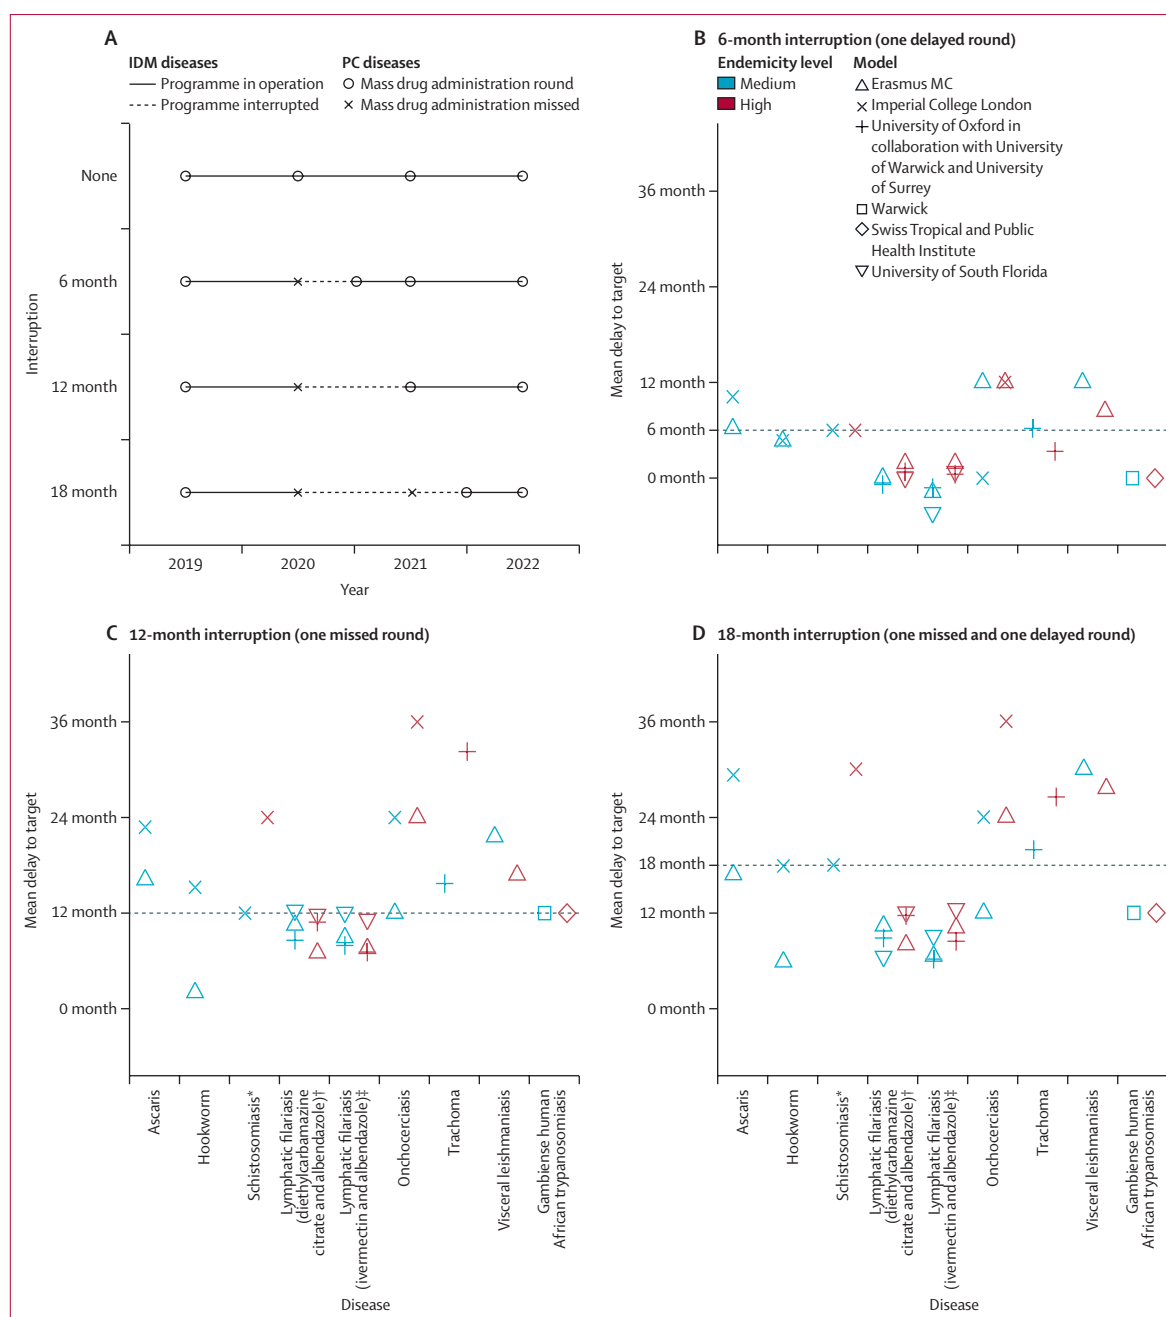 A
IDM diseases
Programme in operation
Programme interrupted
PC diseases
Mass drug administration round
Mass drug administration missed
Interruption
None
6 month
12 month
18 month
2019
2020
2021
2022
Year
B 6-month interruption (one delayed round)
Endemicity level
Medium
High
Model
Erasmus MC
Imperial College London
University of Oxford in
collaboration with University
of Warwick and University
of Surrey
Warwick
Swiss Tropical and Public
Health Institute
University of South Florida
Mean delay to target
36 month
24 month
12 month
6 month
0 month
C 12-month interruption (one missed round)
Mean delay to target
36 month
24 month
12 month
0 month
Ascaris
Hookworm
Schistosomiasis*
Lymphatic filariasis
(diethylcarbamazine
citrate and albendazole)†
Lymphatic filariasis
(ivermectin and albendazole)‡
Onchocerciasis
Trachoma
Visceral leishmaniasis
Gambiense human
African trypanosomiasis
Disease
D 18-month interruption (one missed and one delayed round)
Mean delay to target
36 month
24 month
18 month
12 month
0 month
Ascaris
Hookworm
Schistosomiasis*
Lymphatic filariasis
(diethylcarbamazine
citrate and albendazole)†
Lymphatic filariasis
(ivermectin and albendazole)‡
Onchocerciasis
Trachoma
Visceral leishmaniasis
Gambiense human
African trypanosomiasis
Disease